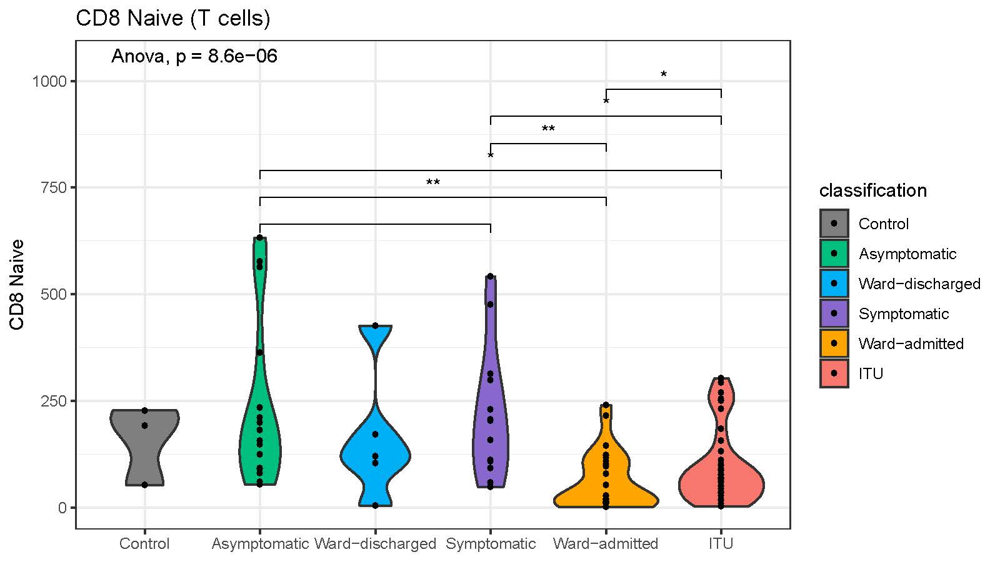 CD8 Naive (T cells)
Anova, p = 8.6e−06
*
*
**
*
**
1000
750
500
250
0
CD8 Naive
Control
Asymptomatic
Ward−discharged
Symptomatic
Ward−admitted
ITU
classification
Control
Asymptomatic
Ward−discharged
Symptomatic
Ward−admitted
ITU